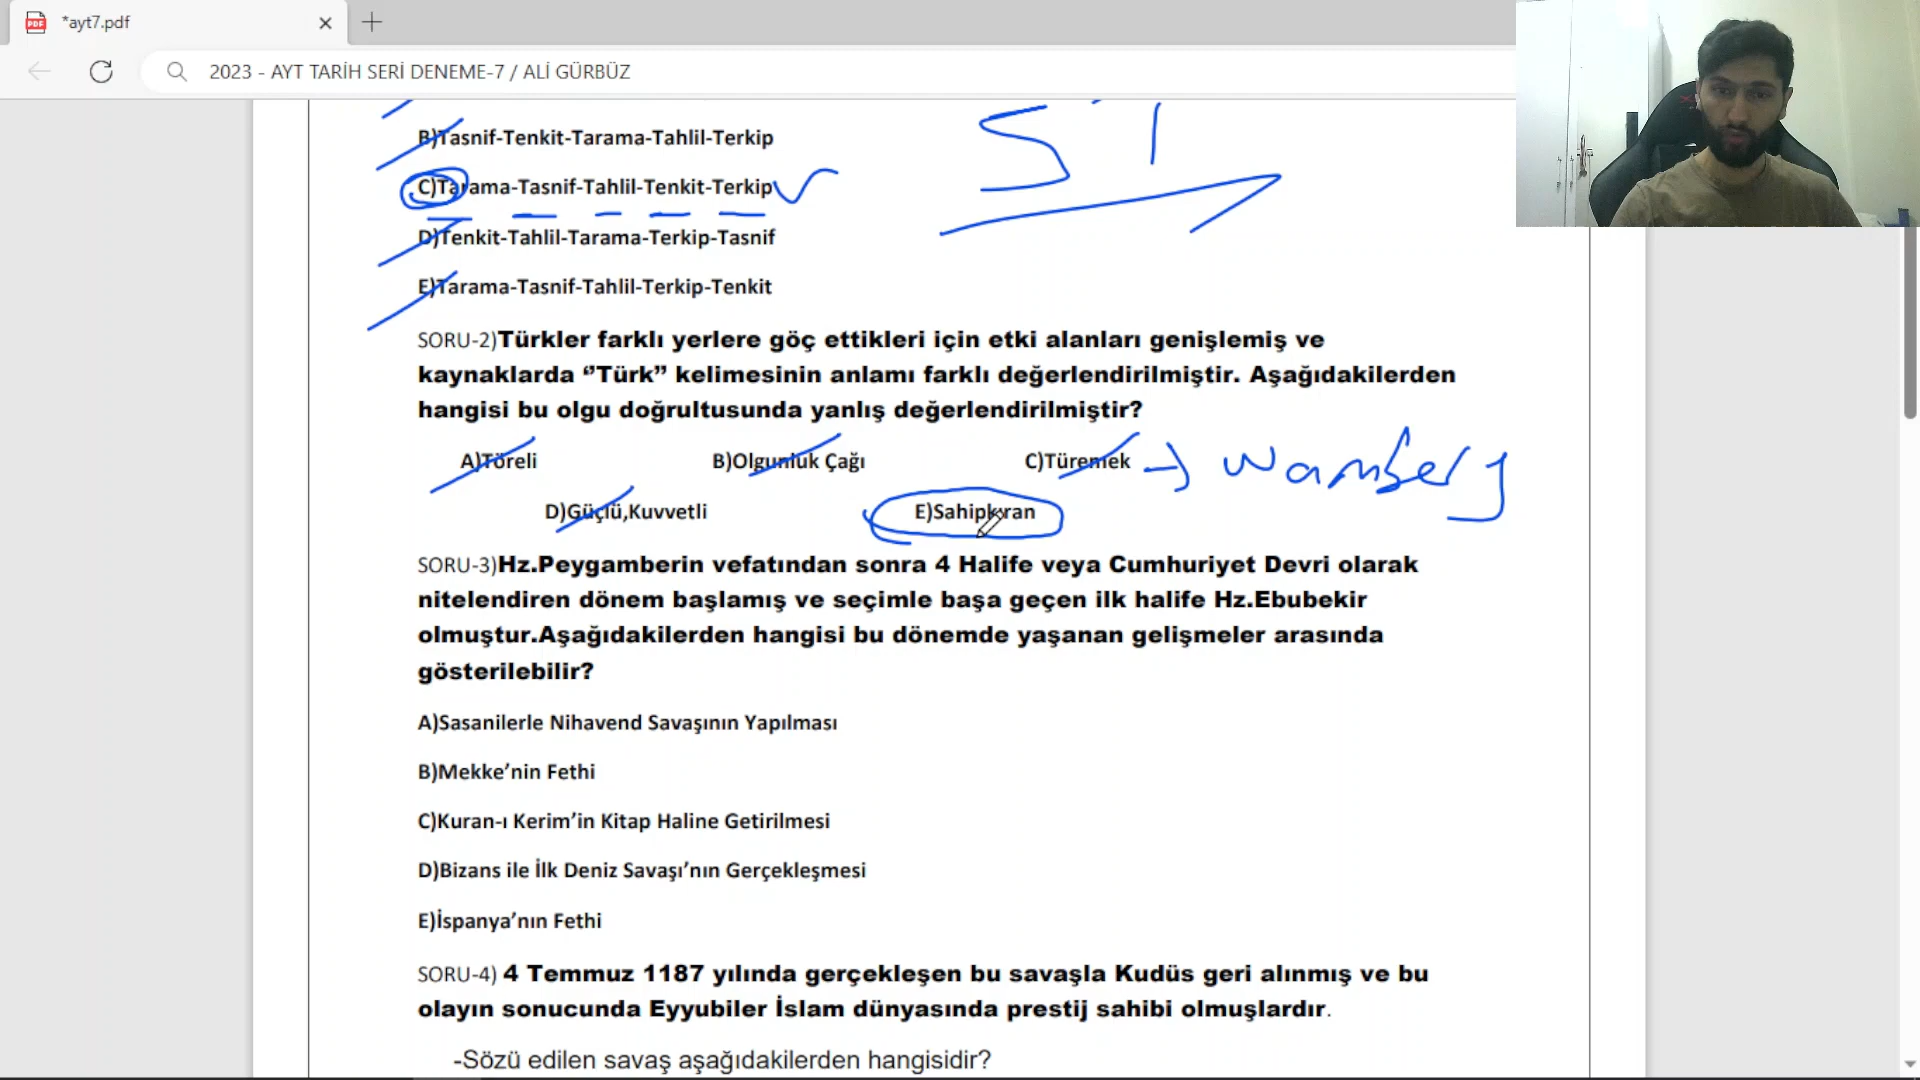 *ayt7.pdf
2023 - AYT TARİH SERİ DENEME-7 / ALİ GÜRBÜZ
B)Tasnif-Tenkit-Tarama-Tahlil-Terkip
C)Tarama-Tasnif-Tahlil-Tenkit-Terkip
D)Tenkit-Tahlil-Tarama-Terkip-Tasnif
E)Tarama-Tasnif-Tahlil-Terkip-Tenkit
SORU-2)Türkler farklı yerlere göç ettikleri için etki alanları genişlemiş ve
kaynaklarda ‘’Türk’’ kelimesinin anlamı farklı değerlendirilmiştir. Aşağıdakilerden
hangisi bu olgu doğrultusunda yanlış değerlendirilmiştir?
A)Töreli B)Olgunluk Çağı C)Türemek → Wambery
D)Güçlü,Kuvvetli E)Sahipkıran
SORU-3)Hz.Peygamberin vefatından sonra 4 Halife veya Cumhuriyet Devri olarak
nitelendiren dönem başlamış ve seçimle başa geçen ilk halife Hz.Ebubekir
olmuştur.Aşağıdakilerden hangisi bu dönemde yaşanan gelişmeler arasında
gösterilebilir?
A)Sasanilerle Nihavend Savaşının Yapılması
B)Mekke’nin Fethi
C)Kuran-ı Kerim’in Kitap Haline Getirilmesi
D)Bizans ile İlk Deniz Savaşı’nın Gerçekleşmesi
E)İspanya’nın Fethi
SORU-4) 4 Temmuz 1187 yılında gerçekleşen bu savaşla Kudüs geri alınmış ve bu
olayın sonucunda Eyyubiler İslam dünyasında prestij sahibi olmuşlardır.
-Sözü edilen savaş aşağıdakilerden hangisidir?